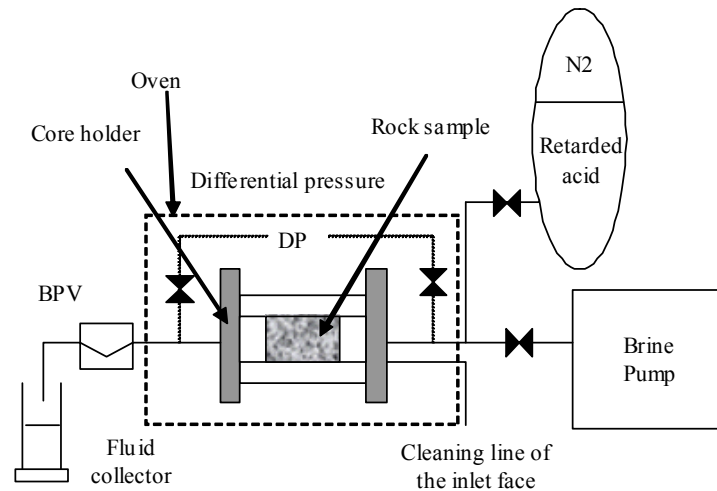 N2
Oven
Core holder
Rock sample
Retarded
acid
Differential pressure
DP
BPV
Brine
Pump
Fluid
collector
Cleaning line of
the inlet face